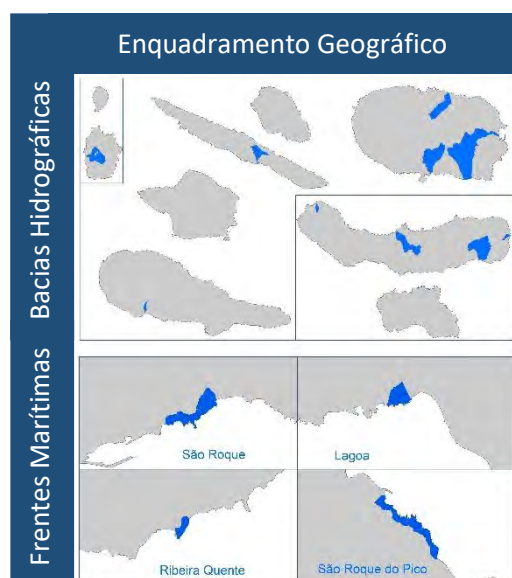 Enquadramento Geográfico
Bacias Hidrográficas
Frentes Marítimas
São Roque
Lagoa
Ribeira Quente
São Roque do Pico